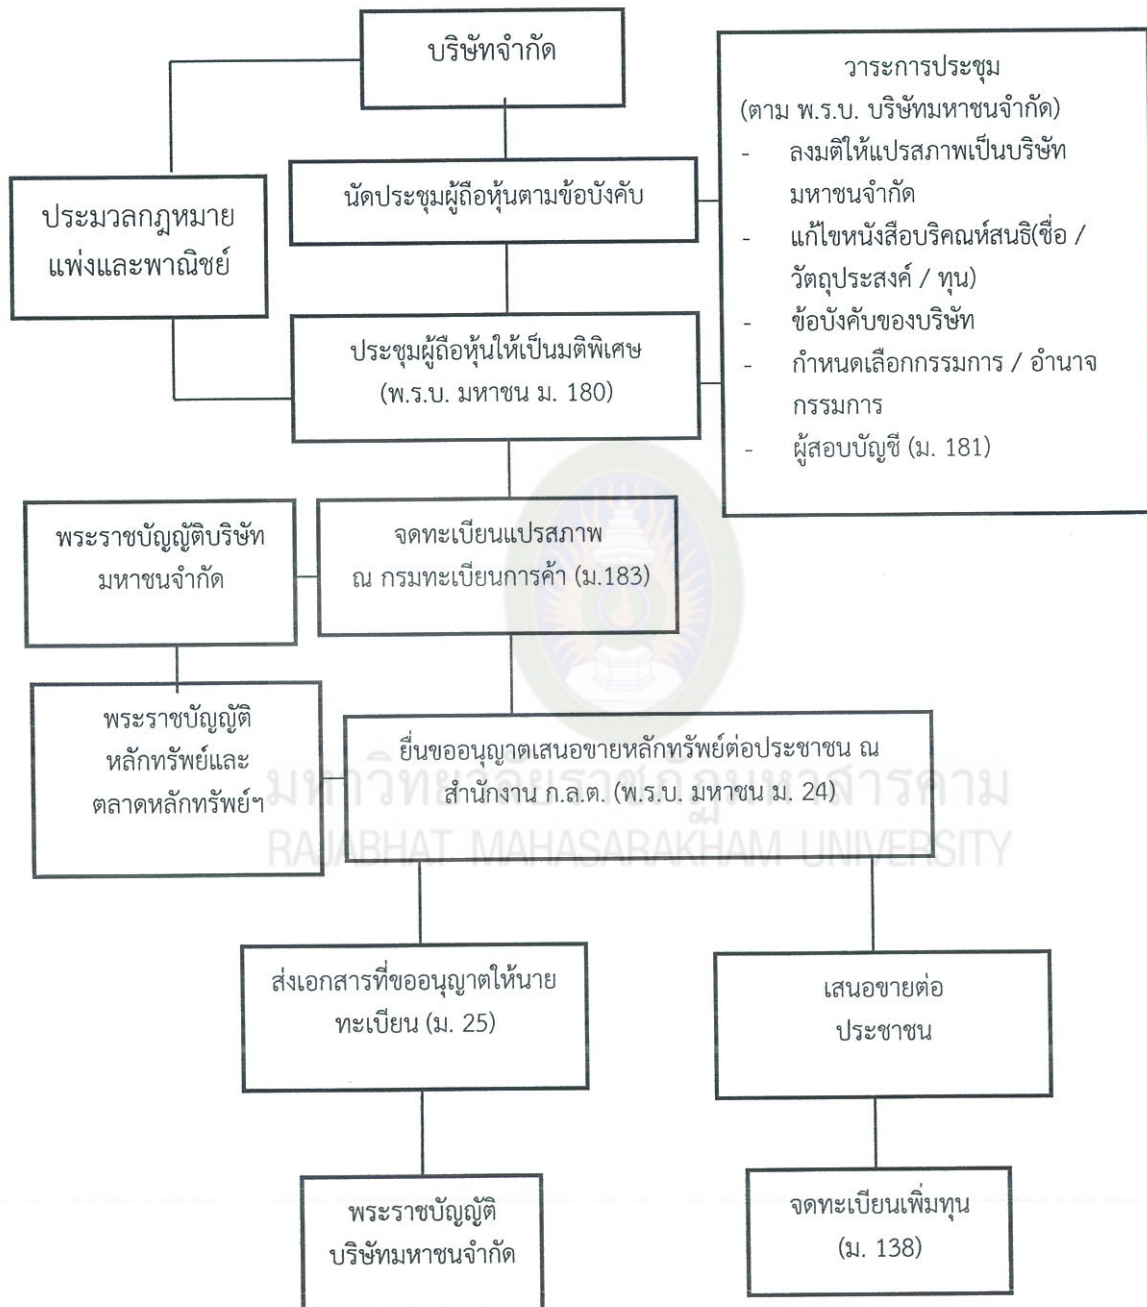 บริษัทจำกัด
วาระการประชุม
(ตาม พ.ร.บ. บริษัทมหาชนจำกัด)
- ลงมติให้แปรสภาพเป็นบริษัท
มหาชนจำกัด
- แก้ไขหนังสือบริคณห์สนธิ(ชื่อ /
วัตถุประสงค์ / ทุน)
- ข้อบังคับของบริษัท
- กำหนดเลือกกรรมการ / อำนาจ
กรรมการ
- ผู้สอบบัญชี (ม. 181)
นัดประชุมผู้ถือหุ้นตามข้อบังคับ
ประมวลกฎหมาย
แพ่งและพาณิชย์
ประชุมผู้ถือหุ้นให้เป็นมติพิเศษ
(พ.ร.บ. มหาชน ม. 180)
พระราชบัญญัติบริษัท
มหาชนจำกัด
จดทะเบียนแปรสภาพ
ณ กรมทะเบียนการค้า (ม.183)
พระราชบัญญัติ
หลักทรัพย์และ
ตลาดหลักทรัพย์ฯ
ยื่นขออนุญาตเสนอขายหลักทรัพย์ต่อประชาชน ณ
สำนักงาน ก.ล.ต. (พ.ร.บ. มหาชน ม. 24)
มหาวิทยาลัยราชภัฏมหาสารคาม
RAJABHAT MAHASARAKHAM UNIVERSITY
ส่งเอกสารที่ขออนุญาตให้นาย
ทะเบียน (ม. 25)
เสนอขายต่อ
ประชาชน
พระราชบัญญัติ
บริษัทมหาชนจำกัด
จดทะเบียนเพิ่มทุน
(ม. 138)